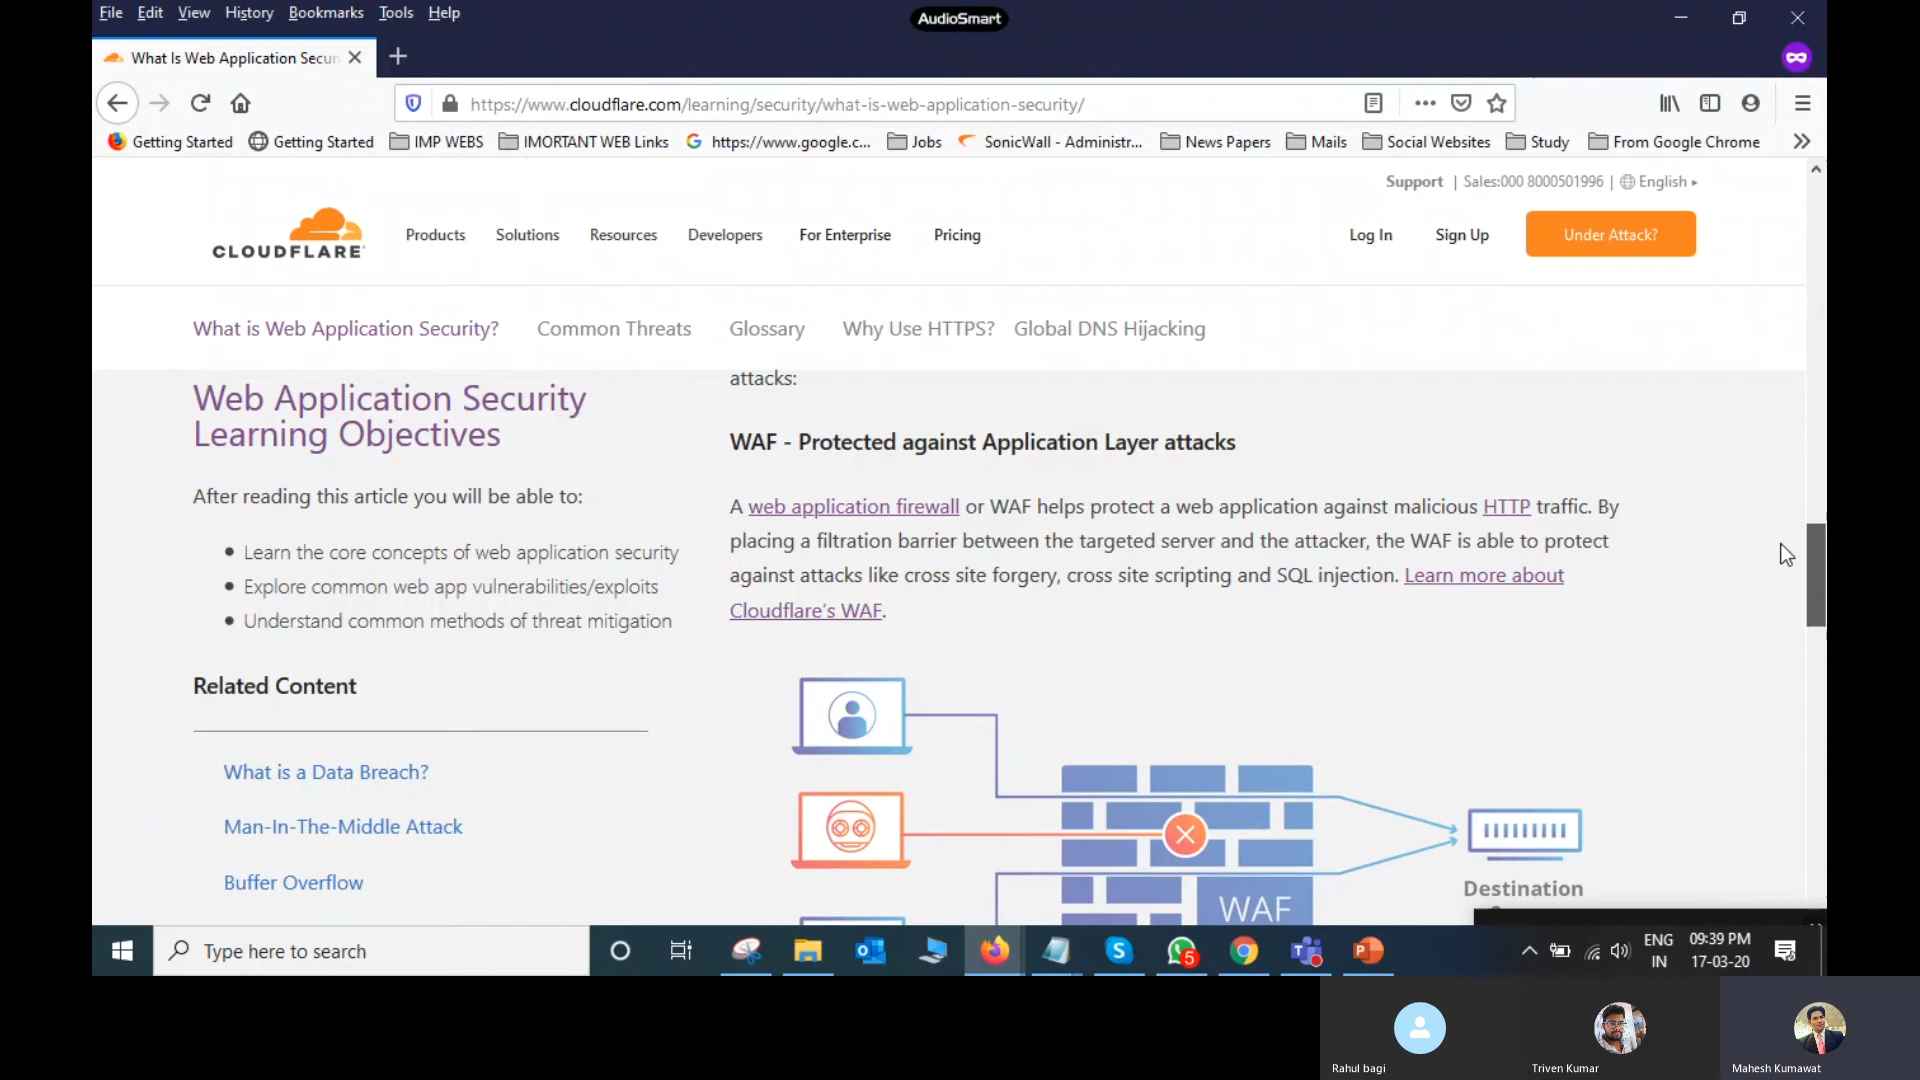 File Edit View History Bookmarks Tools Help
AudioSmart
What Is Web Application Secur
https://www.cloudflare.com/learning/security/what-is-web-application-security/
Getting Started Getting Started IMP WEBS IMORTANT WEB Links https://www.google.c... Jobs SonicWall - Administr... News Papers Mails Social Websites Study From Google Chrome
Support | Sales:000 8000501996 | English
CLOUDFLARE Products Solutions Resources Developers For Enterprise Pricing Log In Sign Up Under Attack?
What is Web Application Security? Common Threats Glossary Why Use HTTPS? Global DNS Hijacking
Web Application Security
Learning Objectives
After reading this article you will be able to:
Learn the core concepts of web application security
Explore common web app vulnerabilities/exploits
Understand common methods of threat mitigation
Related Content
What is a Data Breach?
Man-In-The-Middle Attack
Buffer Overflow
attacks:
WAF - Protected against Application Layer attacks
A web application firewall or WAF helps protect a web application against malicious HTTP traffic. By
placing a filtration barrier between the targeted server and the attacker, the WAF is able to protect
against attacks like cross site forgery, cross site scripting and SQL injection. Learn more about
Cloudflare's WAF.
WAF
Destination
Type here to search
5
ENG
IN
09:39 PM
17-03-20
Rahul bagi
Triven Kumar
Mahesh Kumawat